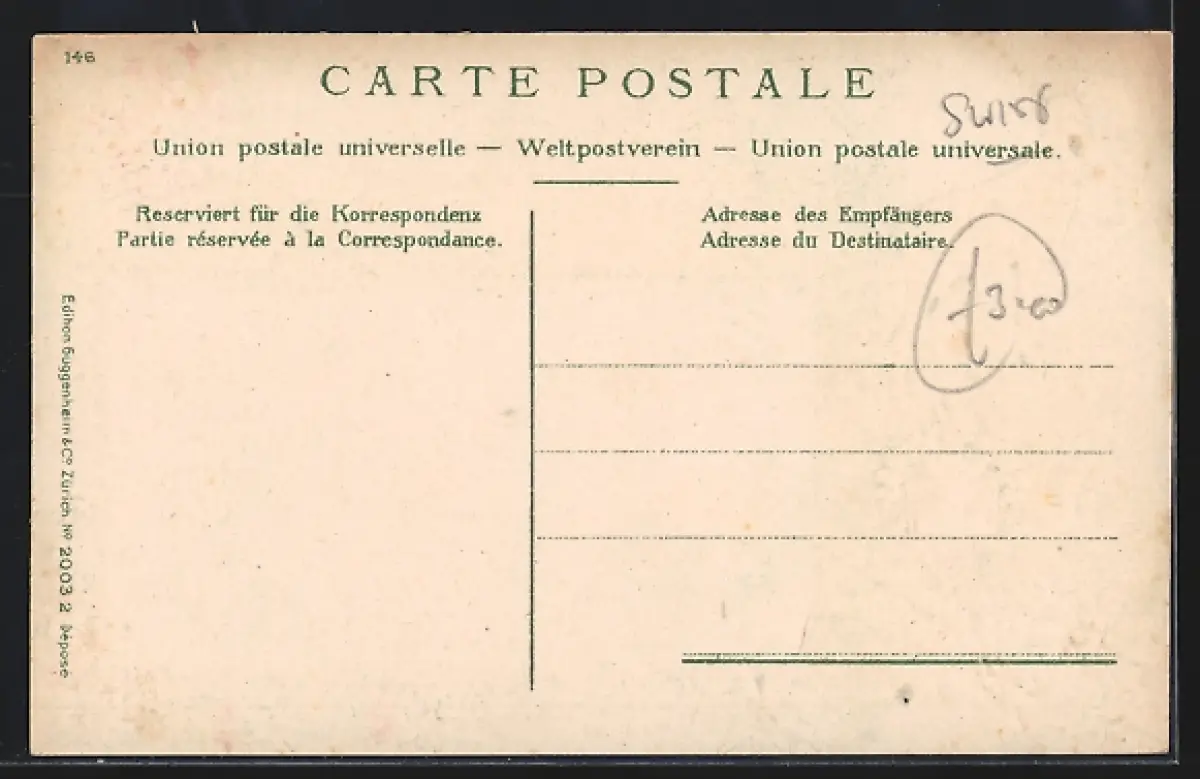 146
CARTE POSTALE
swiss
Union postale universelle — Weltpostverein — Union postale universale.
Reserviert für die Korrespondenz
Partie réservée à la Correspondance.
Adresse des Empfängers
Adresse du Destinataire.
3-00
Edition Guggenheim & Cº Zürich Nº 2003 2 Déposé